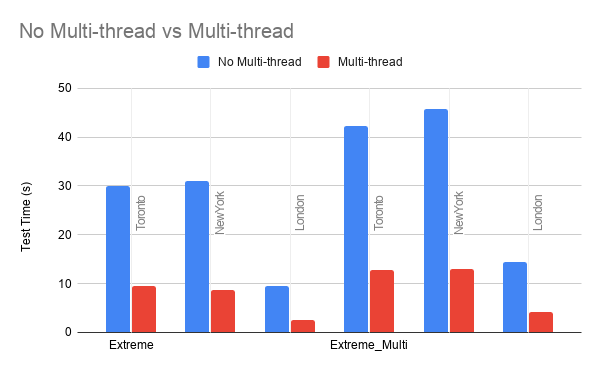 No Multi-thread vs Multi-thread
No Multi-thread
Multi-thread
50
40
30
20
10
0
Test Time (s)
Toronto
NewYork
London
Toronto
NewYork
London
Extreme
Extreme_Multi